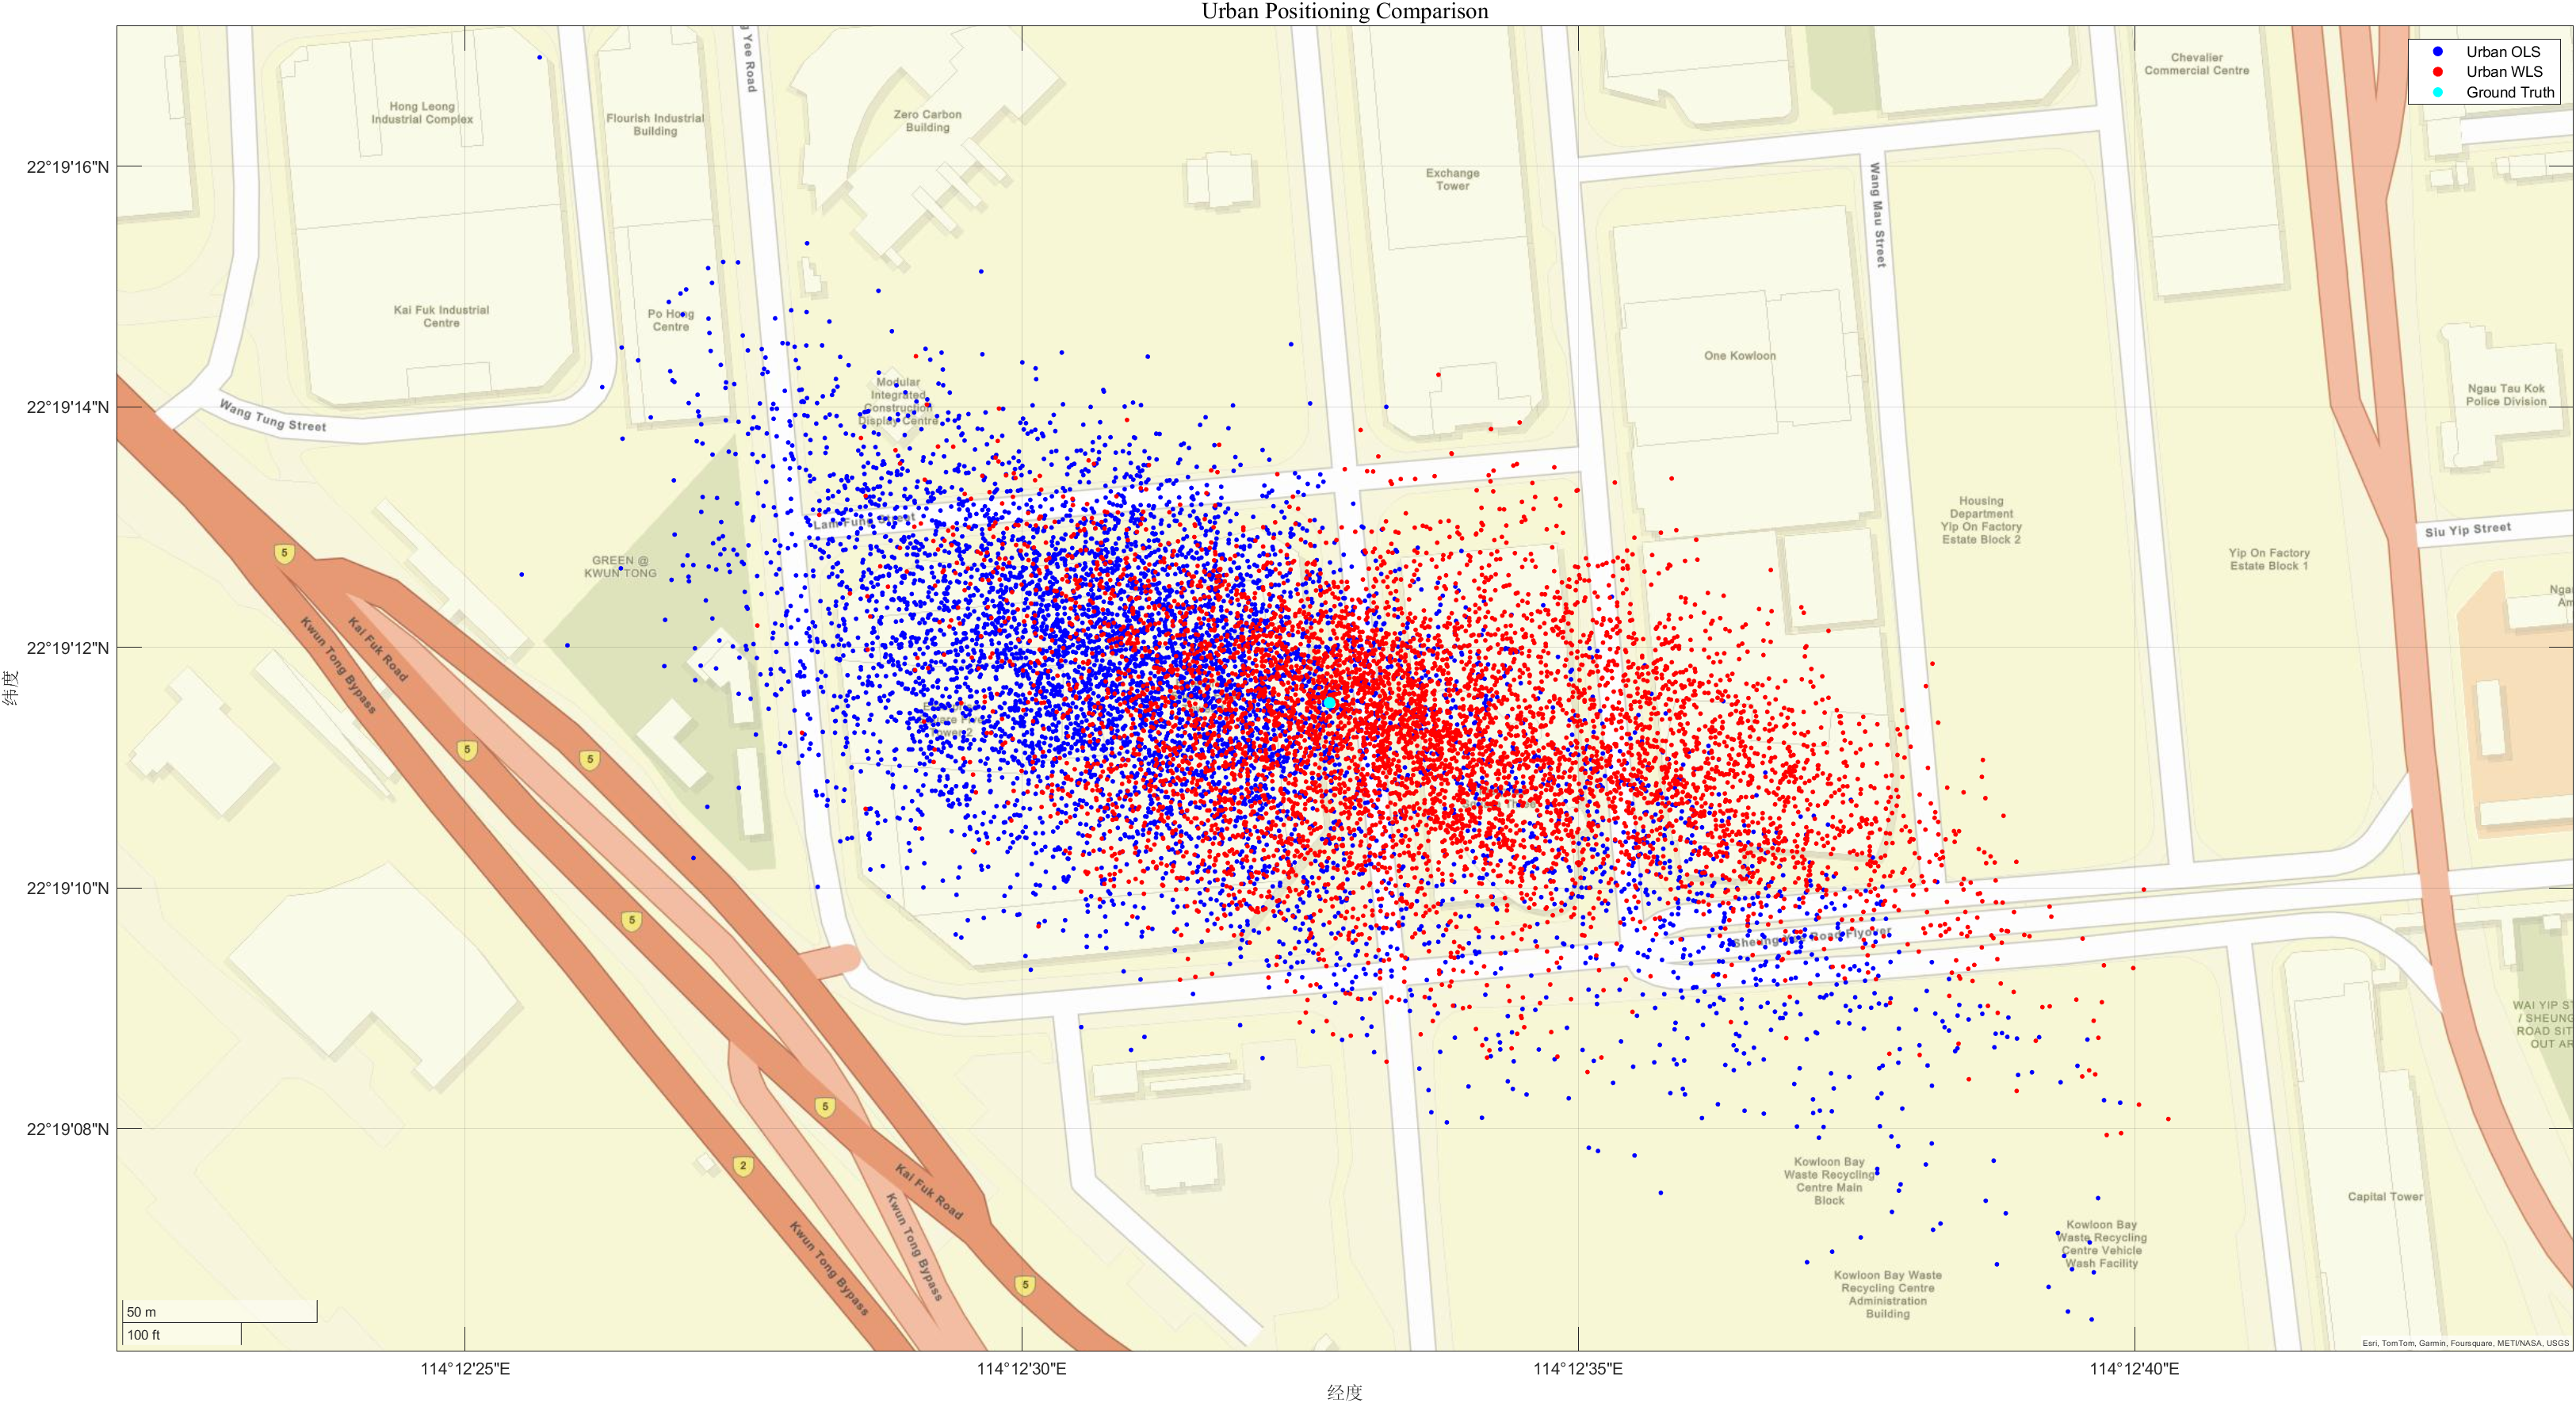 Urban Positioning Comparison
Urban OLS
Urban WLS
Ground Truth
22°19'16"N
22°19'14"N
22°19'12"N
22°19'10"N
22°19'08"N
纬度
Hong Leong
Industrial Complex
Flourish Industrial
Building
Yee Road
Zero Carbon
Building
Exchange
Tower
Wang Mau Street
Chevalier
Commercial Centre
Kai Fuk Industrial
Centre
Po Hong
Centre
One Kowloon
Modular
Integrated
Construction
Display Centre
Ngau Tau Kok
Police Division
Wang Tung Street
Lam Fung Street
Housing
Department
Yip On Factory
Estate Block 2
Yip On Factory
Estate Block 1
Siu Yip Street
GREEN @
KWUN TONG
5
Kai Fuk Road
Kwun Tong Bypass
5
5
Tower 2
5
Sheung Yee Road Flyover
WAI YIP S
/ SHEUNG
ROAD SIT
OUT AR
5
2
Kai Fuk Road
Kwun Tong Bypass
Kwun Tong Bypass
5
Kowloon Bay
Waste Recycling
Centre Main
Block
Kowloon Bay
Waste Recycling
Centre Vehicle
Wash Facility
Kowloon Bay Waste
Recycling Centre
Administration
Building
Capital Tower
50 m
100 ft
Esri, TomTom, Garmin, Foursquare, METI/NASA, USGS
114°12'25"E
114°12'30"E
114°12'35"E
114°12'40"E
经度